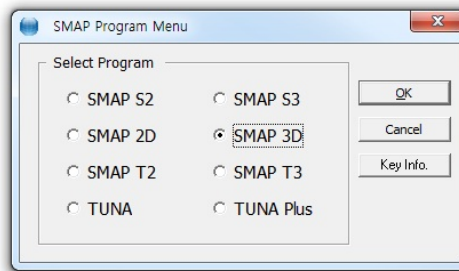 SMAP Program Menu
Select Program
SMAP S2 SMAP S3
SMAP 2D SMAP 3D
SMAP T2 SMAP T3
TUNA TUNA Plus
OK
Cancel
Key Info.